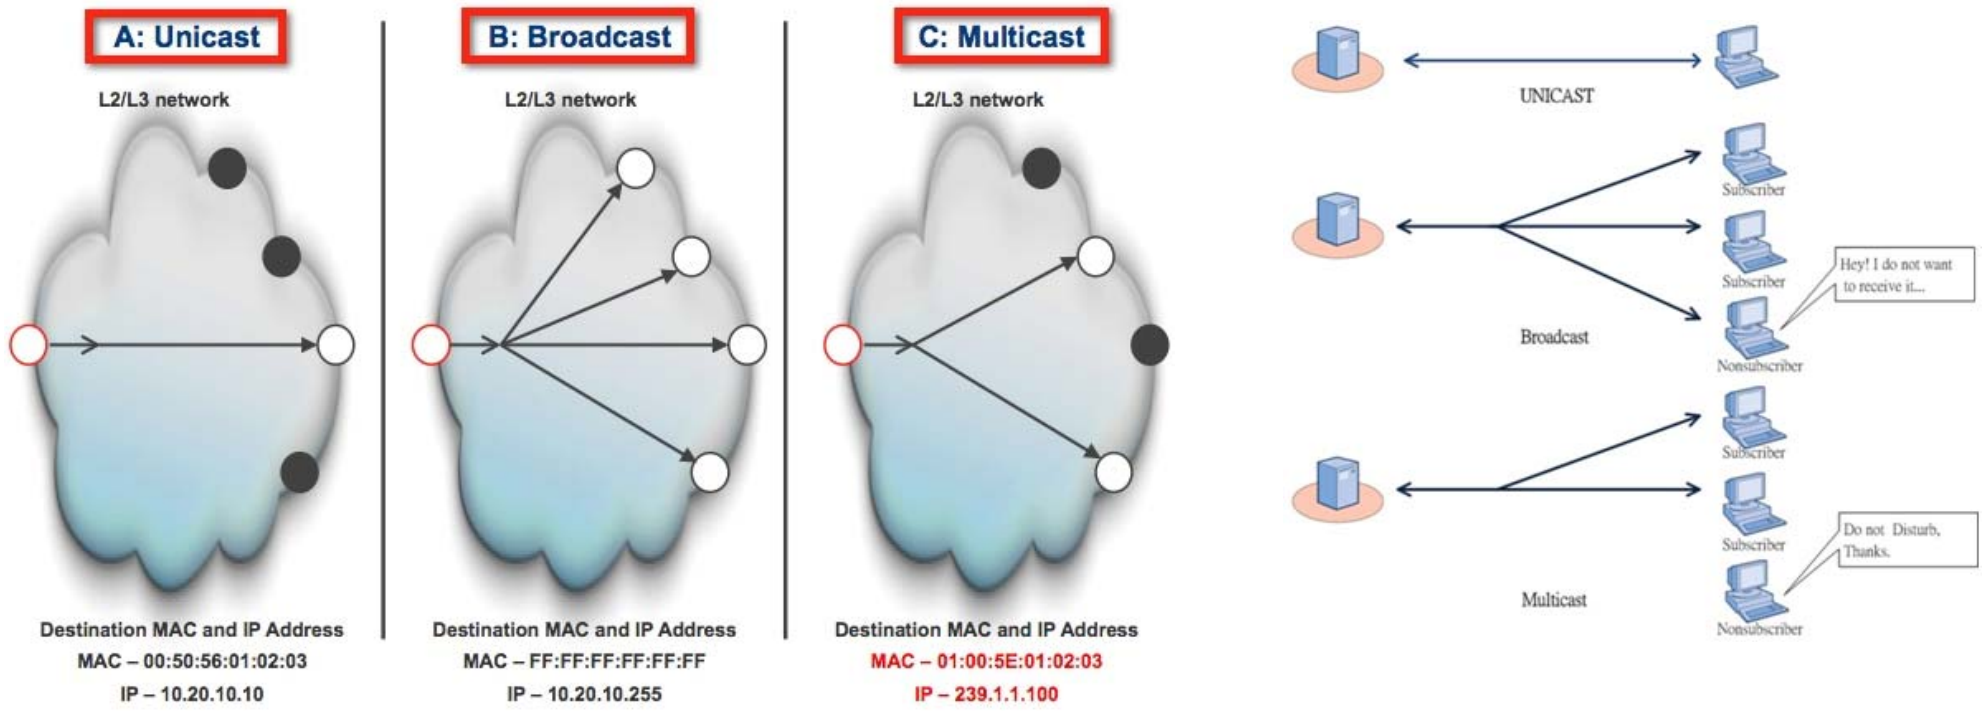 A: Unicast
L2/L3 network
Destination MAC and IP Address
MAC – 00:50:56:01:02:03
IP – 10.20.10.10
B: Broadcast
L2/L3 network
Destination MAC and IP Address
MAC – FF:FF:FF:FF:FF:FF
IP – 10.20.10.255
C: Multicast
L2/L3 network
Destination MAC and IP Address
MAC – 01:00:5E:01:02:03
IP – 239.1.1.100
UNICAST
Subscriber
Subscriber
Hey! I do not want
to receive it...
Broadcast
Nonsubscriber
Subscriber
Subscriber
Do not Disturb,
Thanks.
Multicast
Nonsubscriber